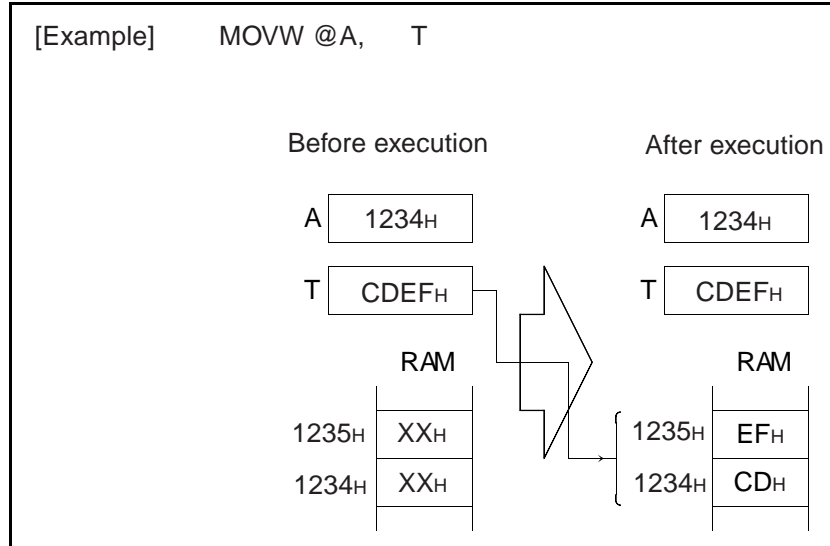 [Example] MOVW @A, T
Before execution After execution
A 1234H A 1234H
T CDEFH T CDEFH
RAM RAM
1235H XXH 1235H EFH
1234H XXH 1234H CDH